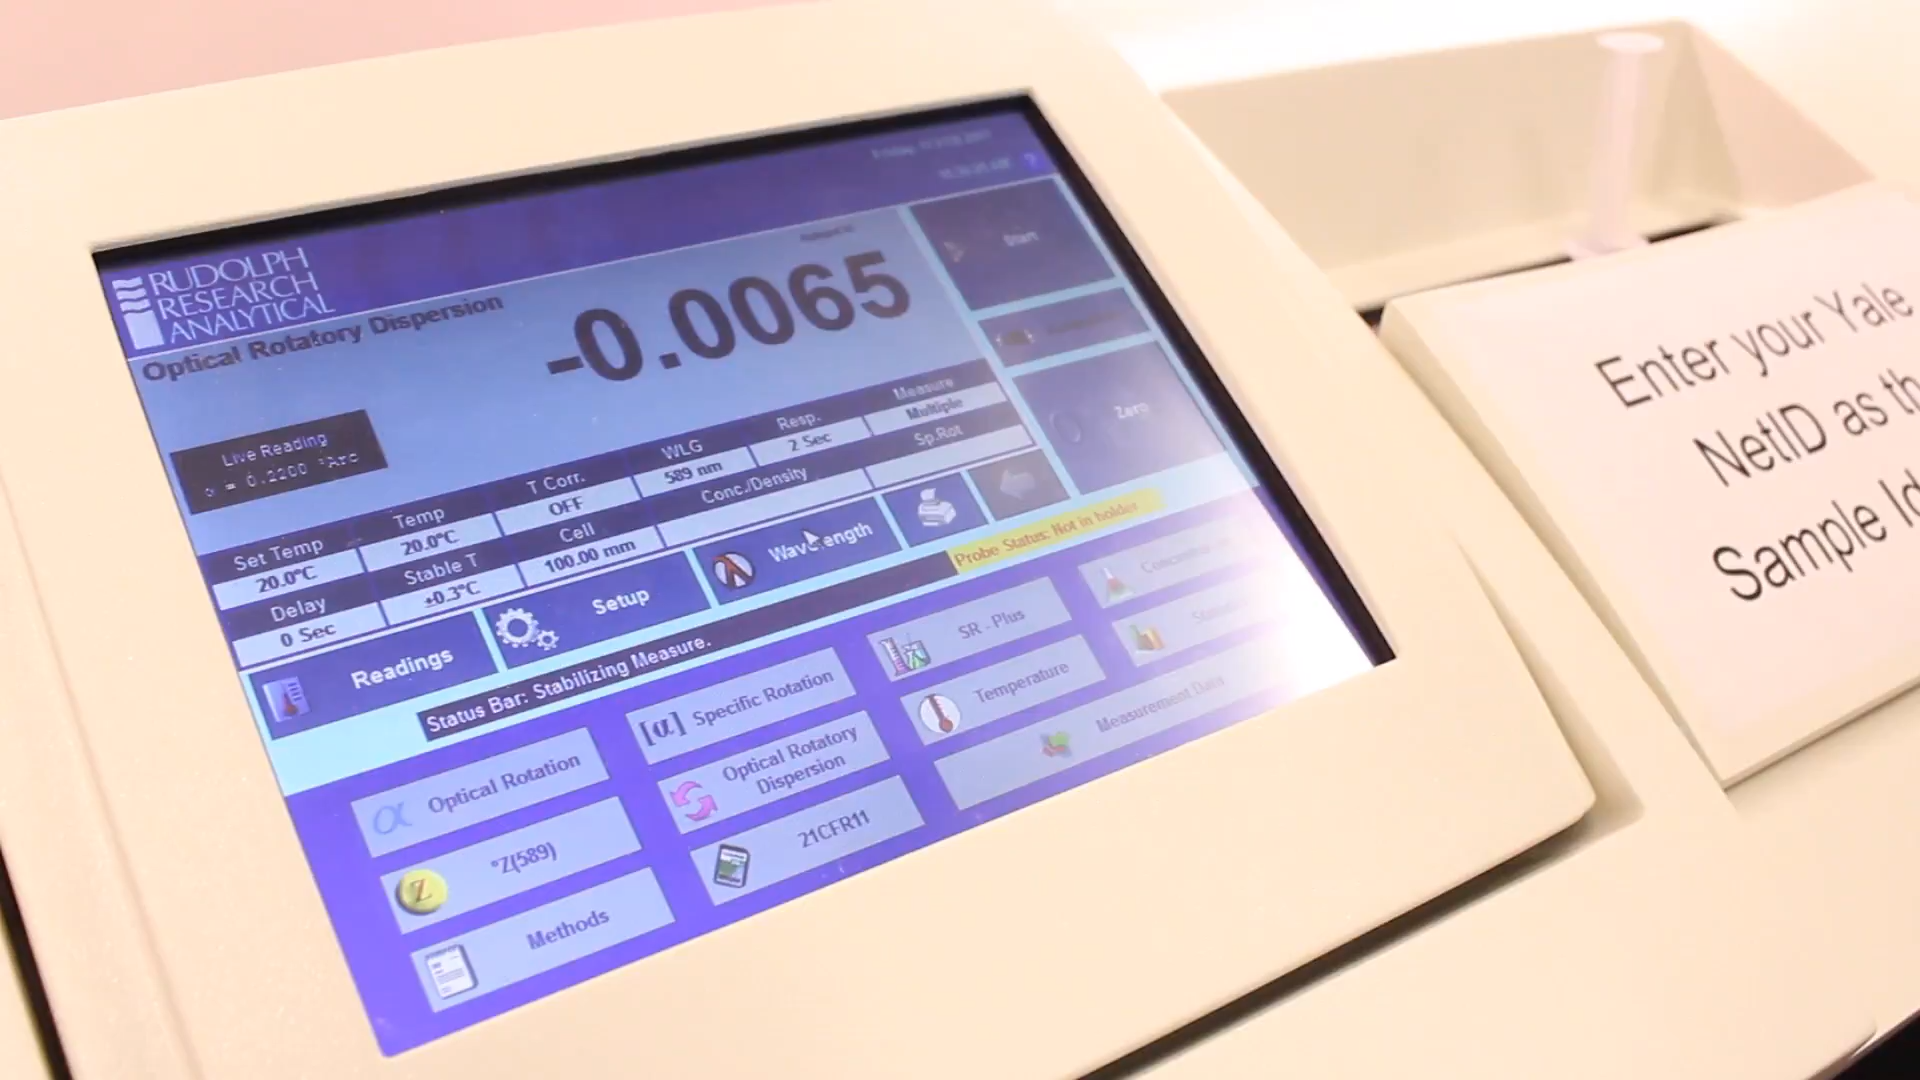 RUDOLPH
RESEARCH
ANALYTICAL
Optical Rotatory Dispersion
-0.0065
Start
Zero
Live Reading
α = 0.2200 °Arc
Set Temp
20.0°C
Temp
20.0°C
T Corr.
OFF
WLG
589 nm
Resp.
2 Sec
Measure
Multiple
Delay
0 Sec
Stable T
±0.3°C
Cell
100.00 mm
Conc./Density
Sp.Rot
Readings
Setup
Wavelength
Status Bar: Stabilizing Measure.
Probe Status: Not in holder
Optical Rotation
[α] Specific Rotation
SR - Plus
°Z(589)
Optical Rotatory
Dispersion
Temperature
Methods
21CFR11
Measurement Data
Enter your Yale
NetID as
Sample